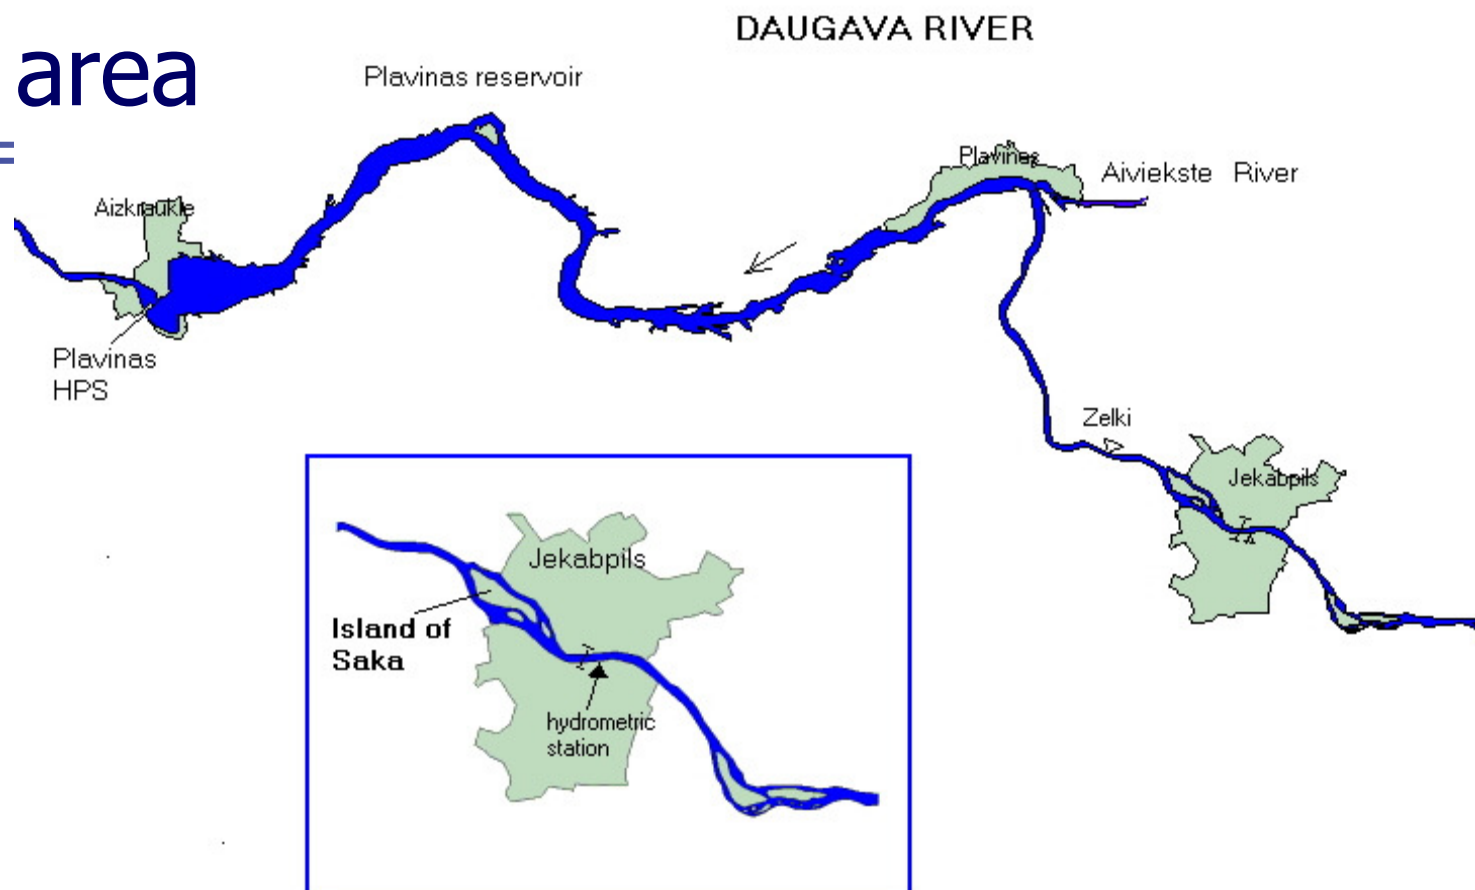 DAUGAVA RIVER
area
Plavinas reservoir
Plavinas
Aiviekste River
Aizkraukle
Plavinas
HPS
Zelki
Jekabpils
Jekabpils
Island of
Saka
hydrometric
station